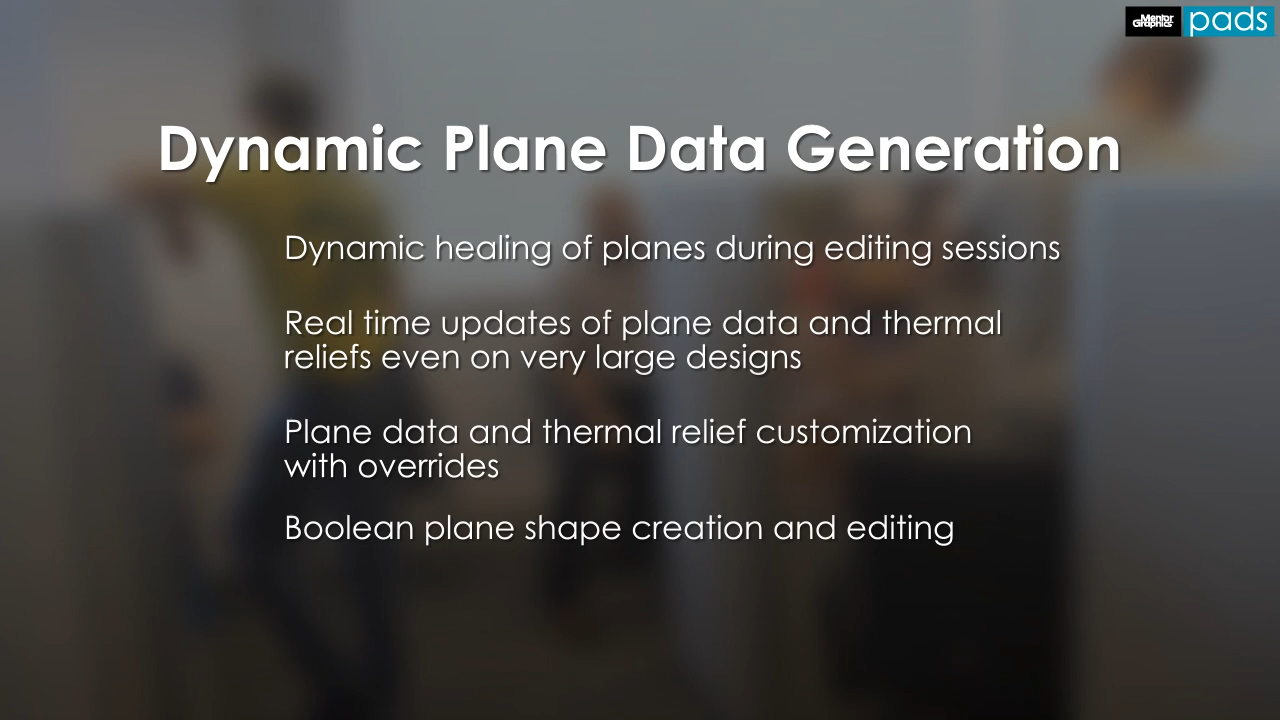 Mentor
Graphics
pads
Dynamic Plane Data Generation
Dynamic healing of planes during editing sessions
Real time updates of plane data and thermal
reliefs even on very large designs
Plane data and thermal relief customization
with overrides
Boolean plane shape creation and editing